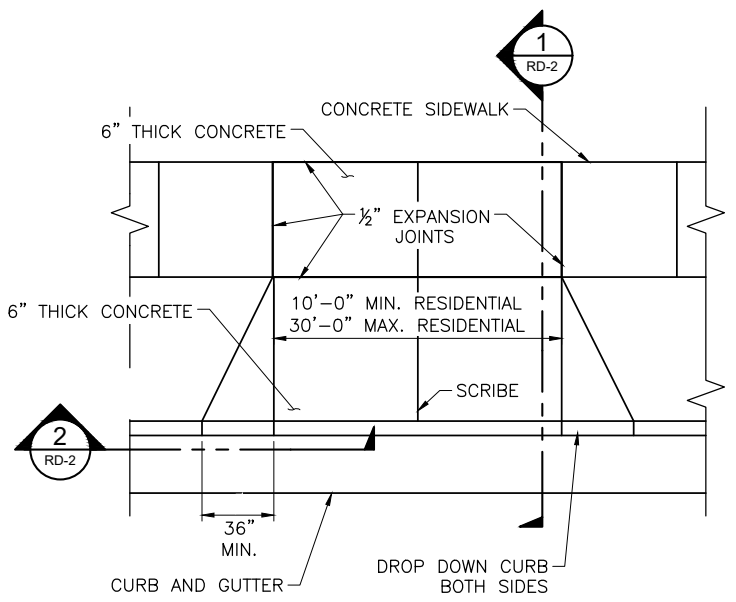 1
RD-2
CONCRETE SIDEWALK
6" THICK CONCRETE
½" EXPANSION
JOINTS
10'-0" MIN. RESIDENTIAL
30'-0" MAX. RESIDENTIAL
6" THICK CONCRETE
SCRIBE
2
RD-2
36"
MIN.
DROP DOWN CURB
BOTH SIDES
CURB AND GUTTER